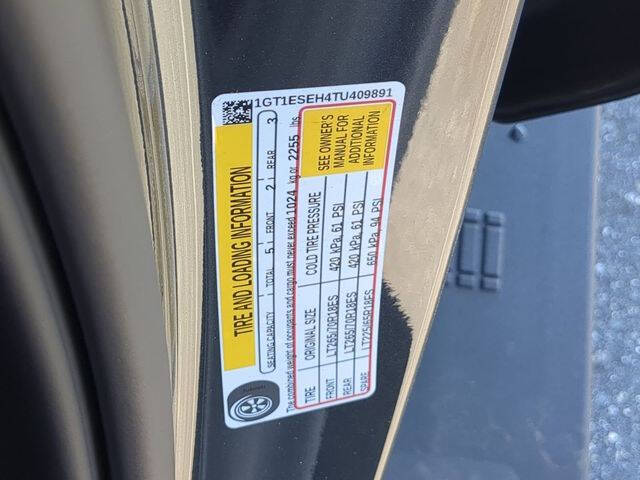 1GT1ESEH4TU409891
TIRE AND LOADING INFORMATION
SEATING CAPACITY TOTAL 5 FRONT 2 REAR 3
The combined weight of occupants and cargo must never exceed 1024 kg or 2255 lbs
TIRE ORIGINAL SIZE COLD TIRE PRESSURE
FRONT LT265/70R18ES 420 kPa, 61 PSI
REAR LT265/70R18ES 420 kPa, 61 PSI
SPARE LT225/65R18ES 650 kPa, 94 PSI
SEE OWNER'S
MANUAL FOR
ADDITIONAL
INFORMATION